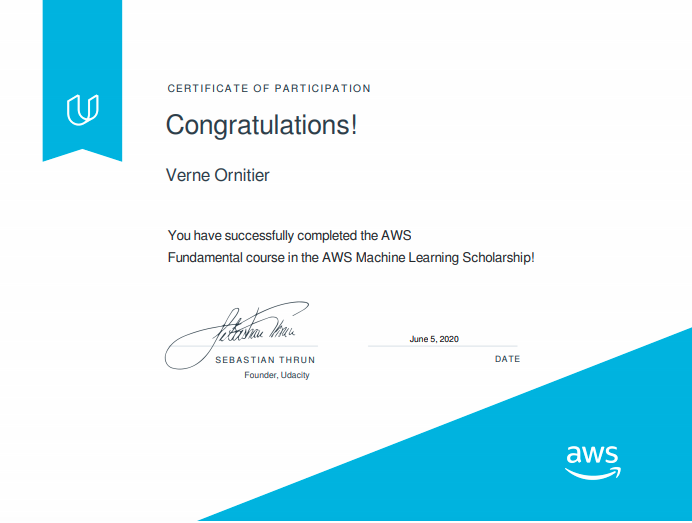 CERTIFICATE OF PARTICIPATION
Congratulations!
Verne Ornitier
You have successfully completed the AWS
Fundamental course in the AWS Machine Learning Scholarship!
Sebastian Thrun
June 5, 2020
SEBASTIAN THRUN
DATE
Founder, Udacity
aws